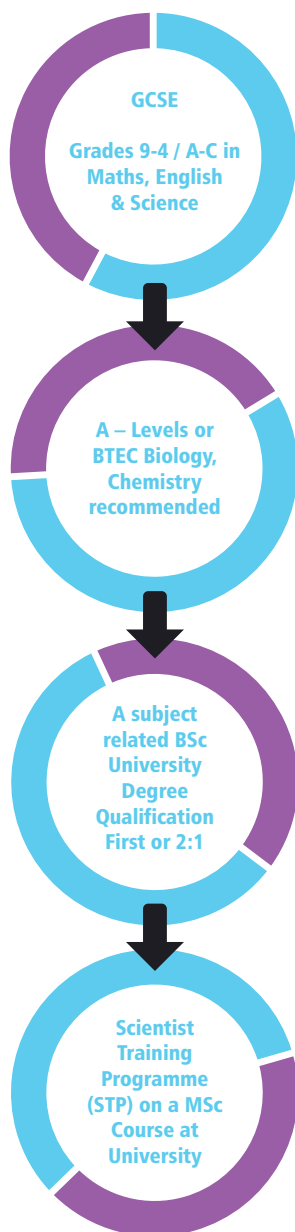 GCSE
Grades 9-4 / A-C in
Maths, English
& Science
A – Levels or
BTEC Biology,
Chemistry
recommended
A subject
related BSc
University
Degree
Qualification
First or 2:1
Scientist
Training
Programme
(STP) on a MSc
Course at
University